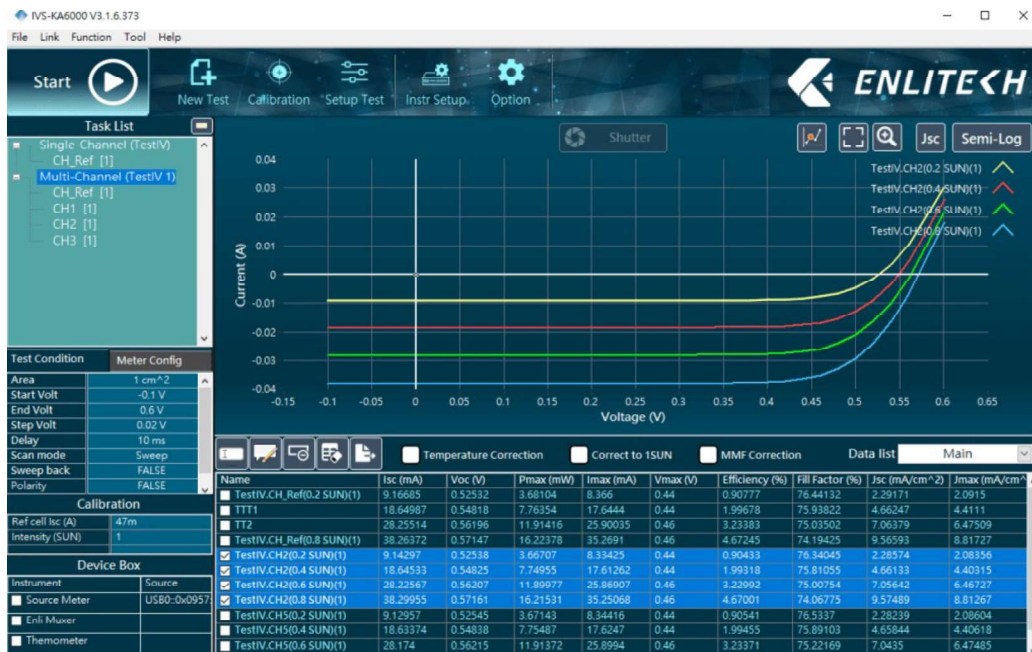 IVS-KA6000 V3.1.6.373
File Link Function Tool Help
Start
New Test
Calibration
Setup Test
Instr Setup
Option
ENLITECH
Task List
Single Channel (TestIV)
CH_Ref [1]
Multi-Channel (TestIV 1)
CH_Ref [1]
CH1 [1]
CH2 [1]
CH3 [1]
Shutter
Jsc
Semi-Log
TestIV.CH2(0.2 SUN)(1)
TestIV.CH2(0.4 SUN)(1)
TestIV.CH2(0.6 SUN)(1)
TestIV.CH2(0.8 SUN)(1)
Current (A)
0.04
0.03
0.02
0.01
0
-0.01
-0.02
-0.03
-0.04
-0.15 -0.1 -0.05 0 0.05 0.1 0.15 0.2 0.25 0.3 0.35 0.4 0.45 0.5 0.55 0.6 0.65
Voltage (V)
Test Condition Meter Config
Area 1 cm^2
Start Volt -0.1 V
End Volt 0.6 V
Step Volt 0.02 V
Delay 10 ms
Scan mode Sweep
Sweep back FALSE
Polarity FALSE
Calibration
Ref cell Isc (A) 47m
Intensity (SUN) 1
Device Box
Instrument Source
Source Meter USB0::0x0957:
Enli Muxer
Themometer
Temperature Correction Correct to 1SUN MMF Correction Data list Main
Name Isc (mA) Voc (V) Pmax (mW) Imax (mA) Vmax (V) Efficiency (%) Fill Factor (%) Jsc (mA/cm^2) Jmax (mA/cm^
TestIV.CH_Ref(0.2 SUN)(1) 9.16685 0.52532 3.68104 8.366 0.44 0.90777 76.44132 2.29171 2.0915
TTT1 18.64987 0.54818 7.76354 17.6444 0.44 1.99678 75.93822 4.66247 4.4111
TT2 28.25514 0.56196 11.91416 25.90035 0.46 3.23383 75.03502 7.06379 6.47509
TestIV.CH_Ref(0.8 SUN)(1) 38.26372 0.57147 16.22378 35.2691 0.46 4.67245 74.19425 9.56593 8.81727
TestIV.CH2(0.2 SUN)(1) 9.14297 0.52538 3.66707 8.33425 0.44 0.90433 76.34045 2.28574 2.08356
TestIV.CH2(0.4 SUN)(1) 18.64533 0.54825 7.74955 17.61262 0.44 1.99318 75.81055 4.66133 4.40315
TestIV.CH2(0.6 SUN)(1) 28.22567 0.56207 11.89977 25.86907 0.46 3.22992 75.00754 7.05642 6.46727
TestIV.CH2(0.8 SUN)(1) 38.29955 0.57161 16.21531 35.25068 0.46 4.67001 74.06775 9.57489 8.81267
TestIV.CH5(0.2 SUN)(1) 9.12957 0.52545 3.67143 8.34416 0.44 0.90541 76.5337 2.28239 2.08604
TestIV.CH5(0.4 SUN)(1) 18.63374 0.54838 7.75487 17.6247 0.44 1.99455 75.89103 4.65844 4.40618
TestIV.CH5(0.6 SUN)(1) 28.174 0.56215 11.91372 25.8994 0.46 3.23371 75.22169 7.0435 6.47485